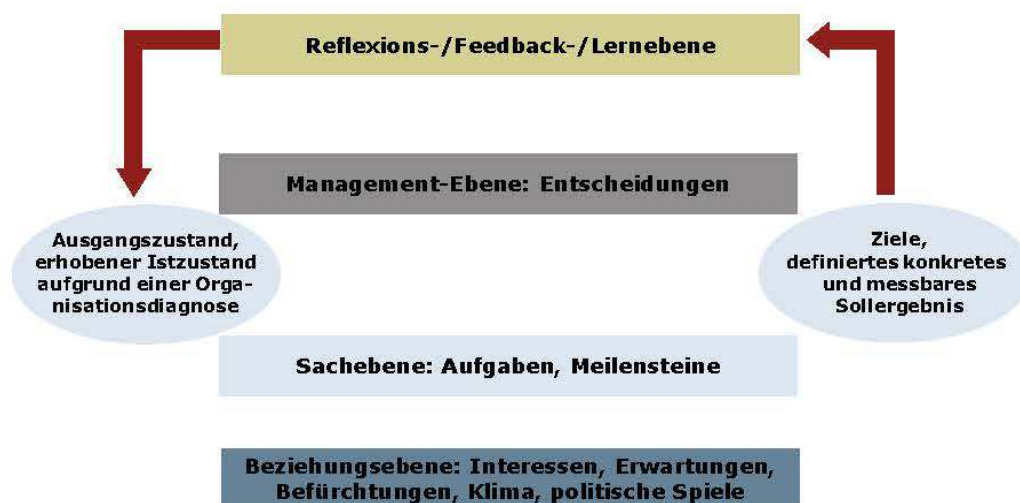 Reflexions-/Feedback-/Lernebene
Management-Ebene: Entscheidungen
Ausgangszustand,
erhobener Istzustand
aufgrund einer Orga-
nisationsdiagnose
Ziele,
definiertes konkretes
und messbares
Sollergebnis
Sachebene: Aufgaben, Meilensteine
Beziehungsebene: Interessen, Erwartungen,
Befürchtungen, Klima, politische Spiele